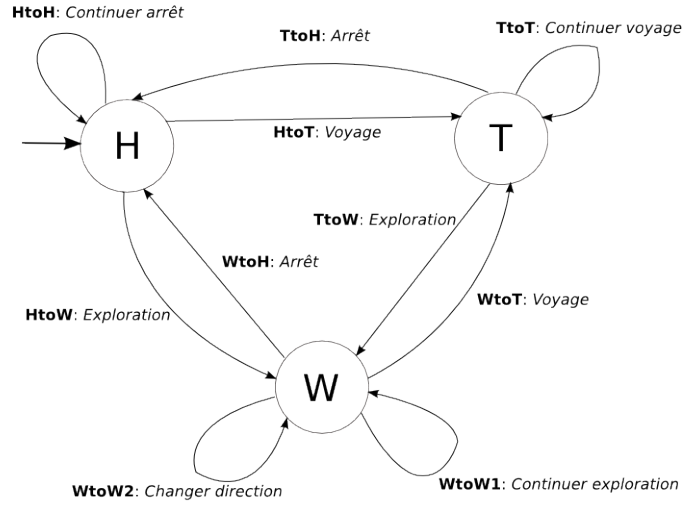 HtoH: Continuer arrêt
TtoT: Continuer voyage
TtoH: Arrêt
HtoT: Voyage
H
T
TtoW: Exploration
WtoH: Arrêt
WtoT: Voyage
HtoW: Exploration
W
WtoW2: Changer direction
WtoW1: Continuer exploration